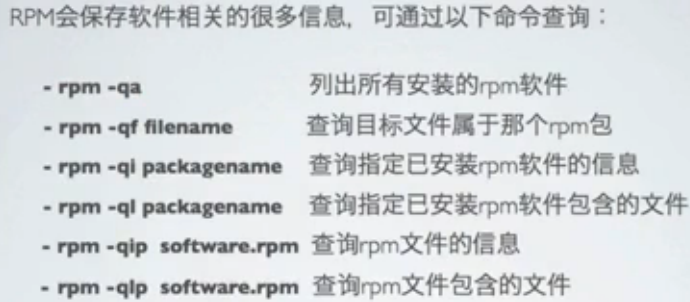 RPM会保存软件相关的很多信息，可通过以下命令查询：
- rpm -qa 列出所有安装的rpm软件
- rpm -qf filename 查询目标文件属于那个rpm包
- rpm -qi packagename 查询指定已安装rpm软件的信息
- rpm -ql packagename 查询指定已安装rpm软件包含的文件
- rpm -qip software.rpm 查询rpm文件的信息
- rpm -qlp software.rpm 查询rpm文件包含的文件